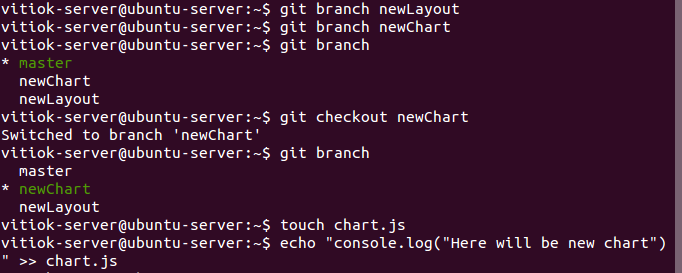 vitiok-server@ubuntu-server:~$ git branch newLayout
vitiok-server@ubuntu-server:~$ git branch newChart
vitiok-server@ubuntu-server:~$ git branch
* master
  newChart
  newLayout
vitiok-server@ubuntu-server:~$ git checkout newChart
Switched to branch 'newChart'
vitiok-server@ubuntu-server:~$ git branch
  master
* newChart
  newLayout
vitiok-server@ubuntu-server:~$ touch chart.js
vitiok-server@ubuntu-server:~$ echo "console.log("Here will be new chart")
" >> chart.js